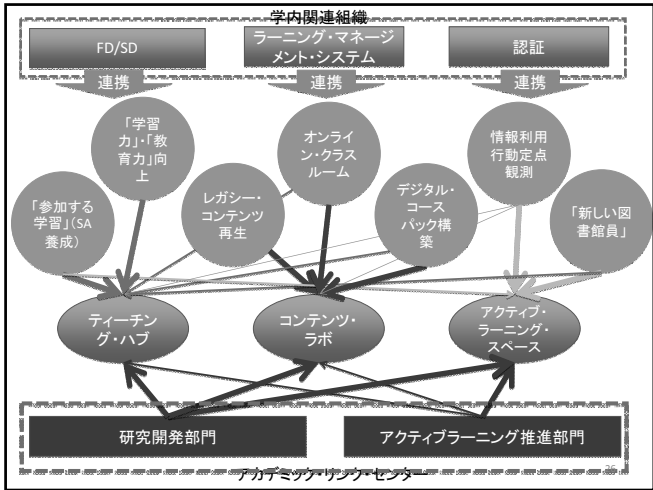 学内関連組織
FD/SD
ラーニング・マネージ
メント・システム
認証
連携
連携
連携
「学習
力」・「教
育力」向
上
オンライ
ン・クラス
ルーム
情報利用
行動定点
観測
「参加する
学習」(SA
養成)
レガシー・
コンテンツ
再生
デジタル・
コース
パック構
築
「新しい図
書館員」
ティーチン
グ・ハブ
コンテンツ・
ラボ
アクティブ・
ラーニング・
スペース
研究開発部門
アクティブラーニング推進部門
アカデミック・リンク・センター
26